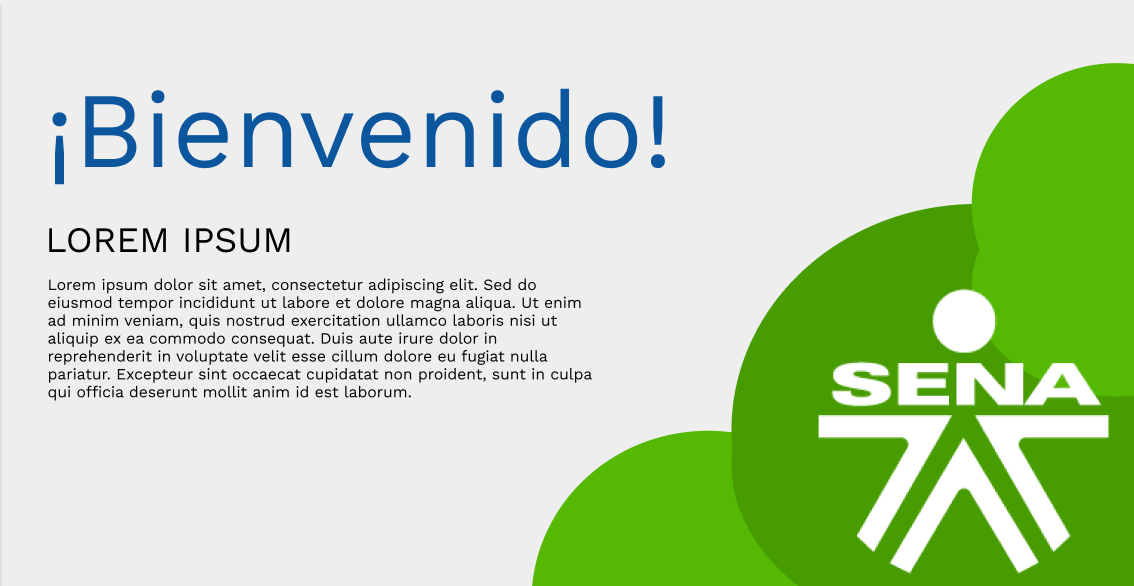 ¡Bienvenido!
LOREM IPSUM
Lorem ipsum dolor sit amet, consectetur adipiscing elit. Sed do
eiusmod tempor incididunt ut labore et dolore magna aliqua. Ut enim
ad minim veniam, quis nostrud exercitation ullamco laboris nisi ut
aliquip ex ea commodo consequat. Duis aute irure dolor in
reprehenderit in voluptate velit esse cillum dolore eu fugiat nulla
pariatur. Excepteur sint occaecat cupidatat non proident, sunt in culpa
qui officia deserunt mollit anim id est laborum.
SENA